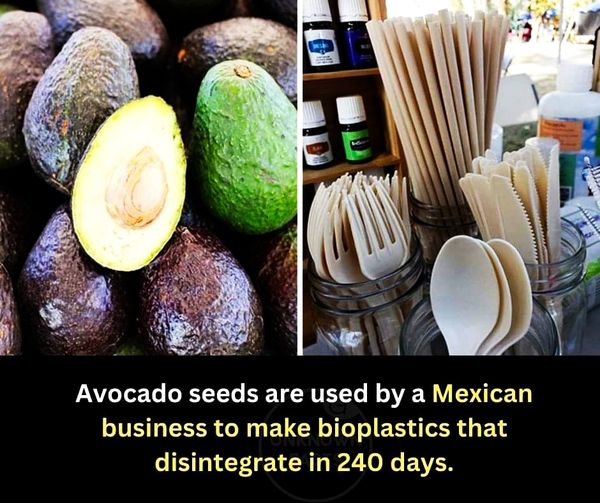 Avocado seeds are used by a Mexican
business to make bioplastics that
disintegrate in 240 days.